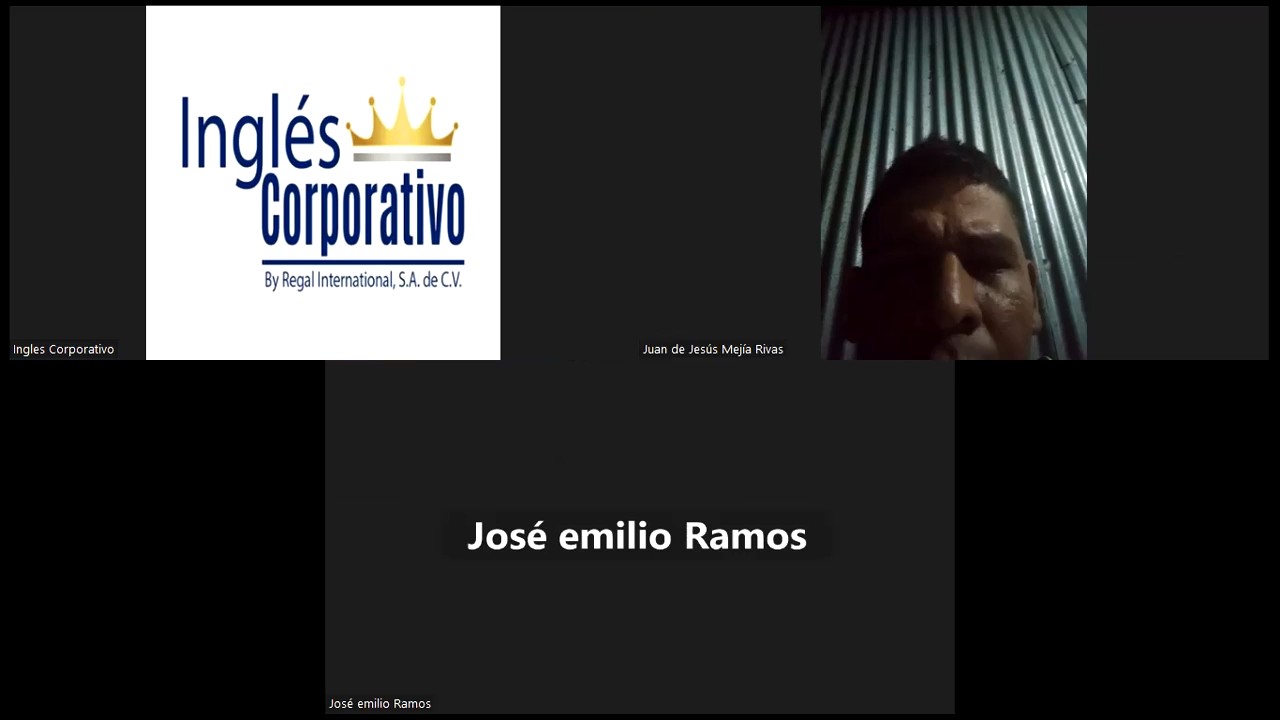 Inglés
Corporativo
By Regal International, S.A. de C.V.
Ingles Corporativo
Juan de Jesús Mejía Rivas
José emilio Ramos
José emilio Ramos